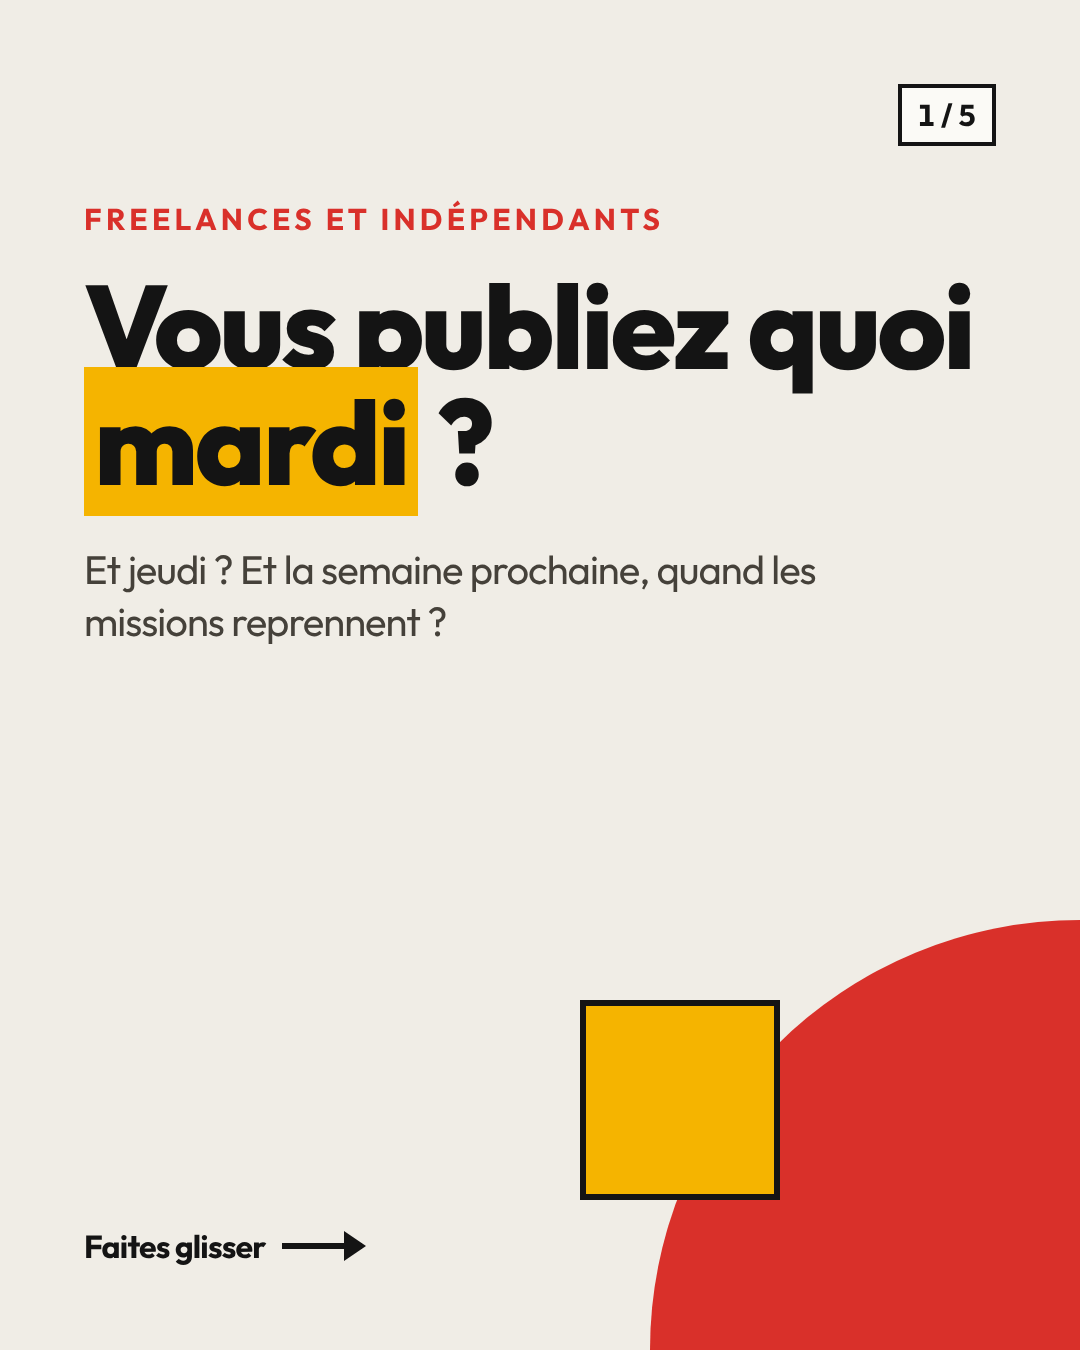 1 / 5
FREELANCES ET INDÉPENDANTS
Vous publiez quoi
mardi ?
Et jeudi ? Et la semaine prochaine, quand les
missions reprennent ?
Faites glisser